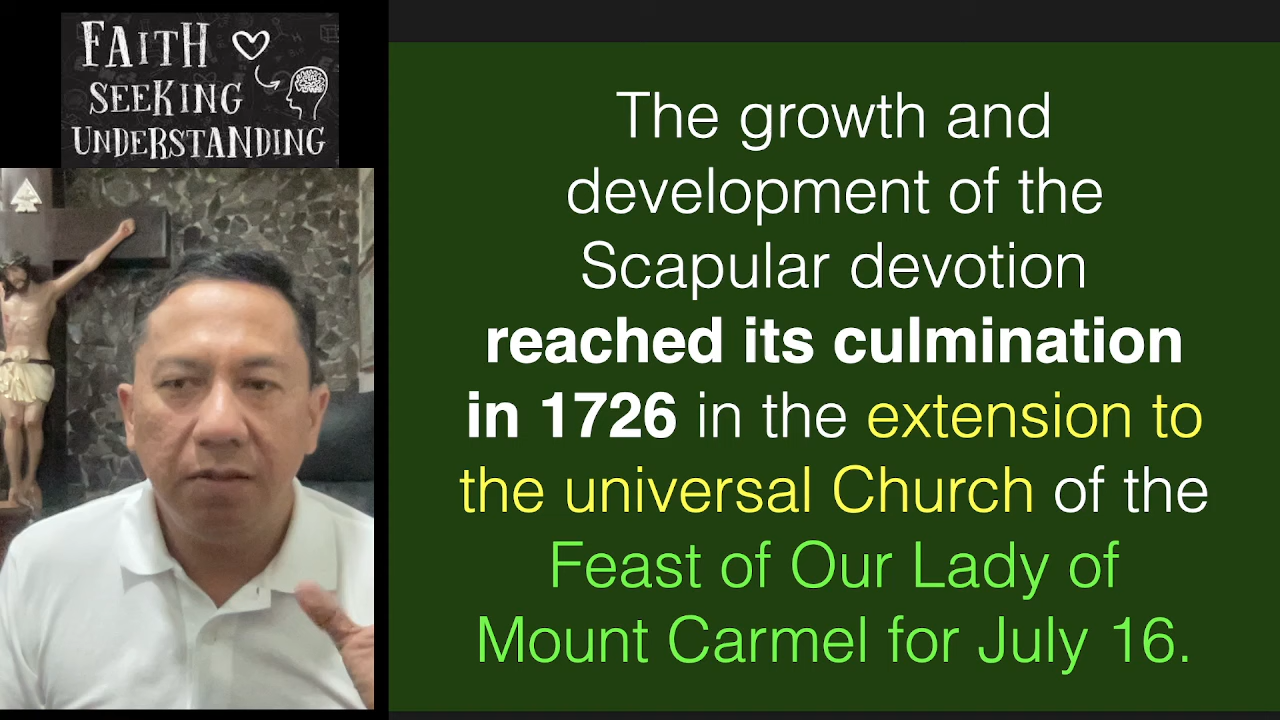 FAITH
SEEKING
UNDERSTANDING
The growth and
development of the
Scapular devotion
reached its culmination
in 1726 in the extension to
the universal Church of the
Feast of Our Lady of
Mount Carmel for July 16.